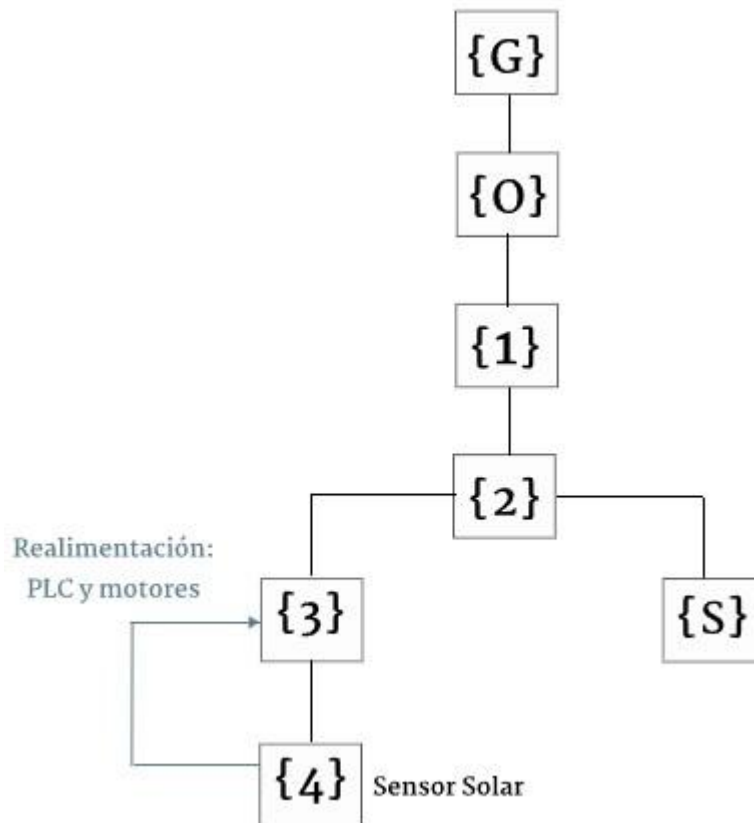 {G}
{O}
{1}
{2}
Realimentación:
PLC y motores
{3}
{S}
{4}
Sensor Solar